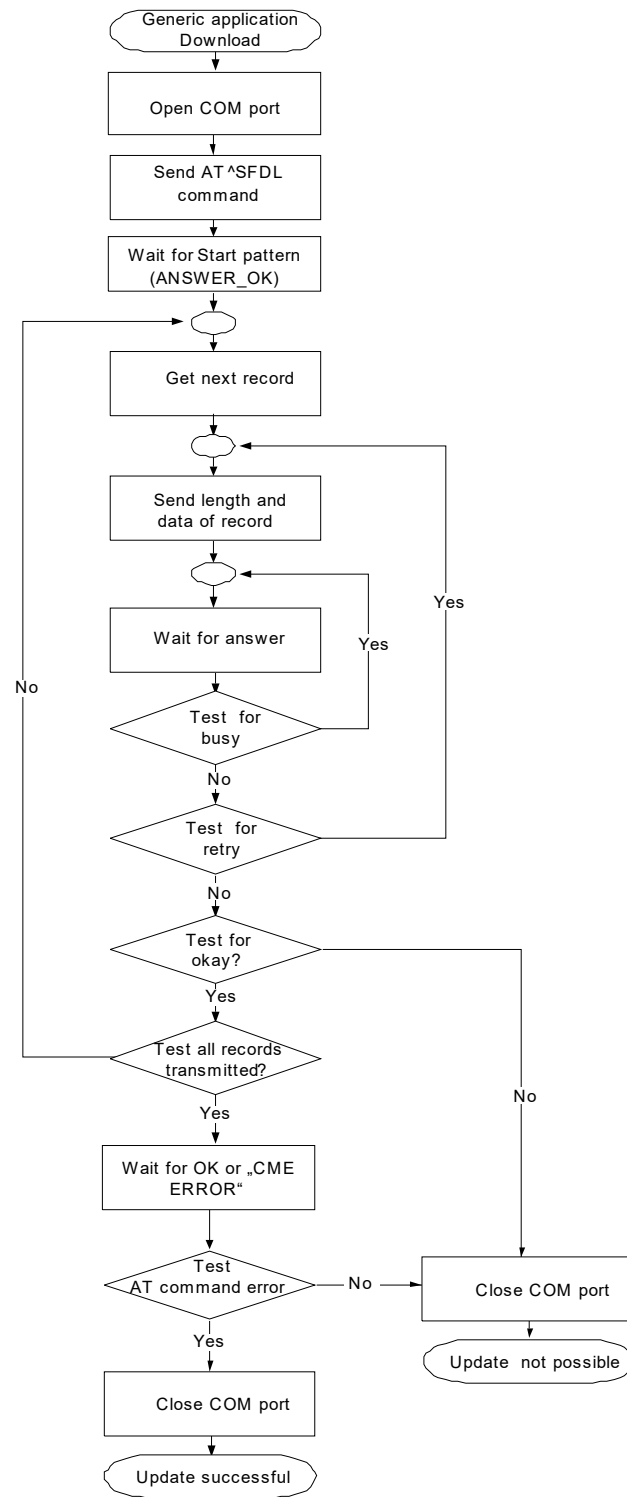 Generic application
Download
Open COM port
Send AT^SFDL
command
Wait for Start pattern
(ANSWER_OK)
Get next record
Send length and
data of record
Yes
Wait for answer
Yes
No
Test for
busy
No
Test for
retry
No
Test for
okay?
Yes
Test all records
transmitted?
No
Yes
Wait for OK or „CME
ERROR“
Test
AT command error
No
Close COM port
Yes
Update not possible
Close COM port
Update successful